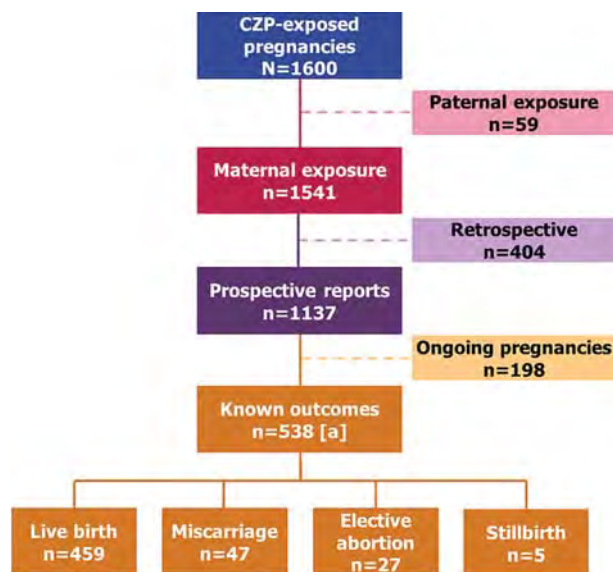 CZP-exposed
pregnancies
N=1600
Paternal exposure
n=59
Maternal exposure
n=1541
Retrospective
n=404
Prospective reports
n=1137
Ongoing pregnancies
n=198
Known outcomes
n=538 [a]
Live birth
n=459
Miscarriage
n=47
Elective
abortion
n=27
Stillbirth
n=5